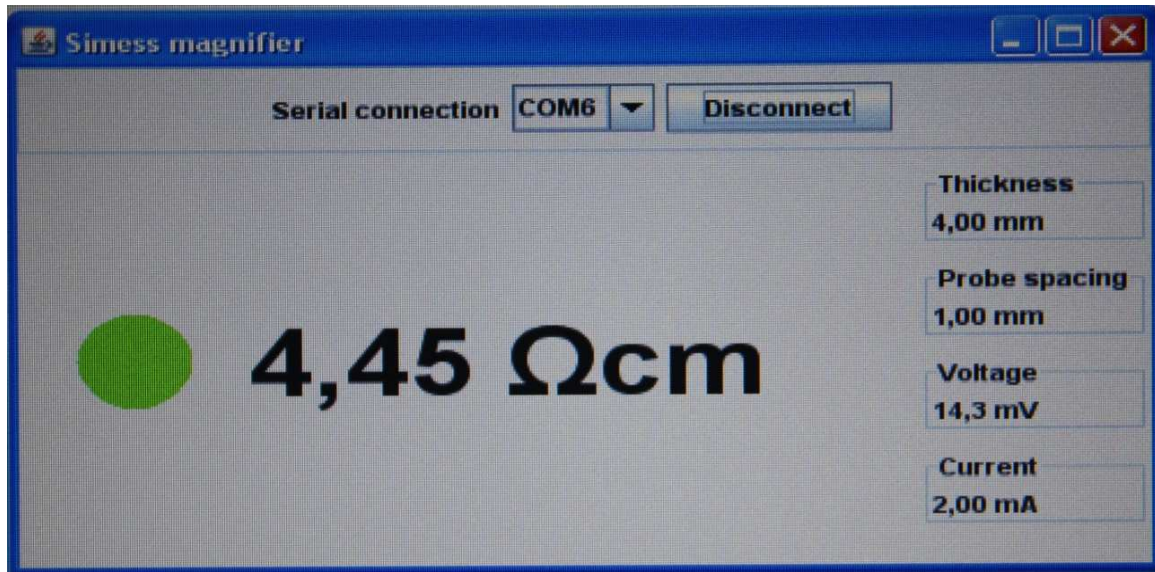 Simess magnifier
Serial connection COM6 Disconnect
Thickness
4,00 mm
Probe spacing
1,00 mm
4,45 Ωcm
Voltage
14,3 mV
Current
2,00 mA